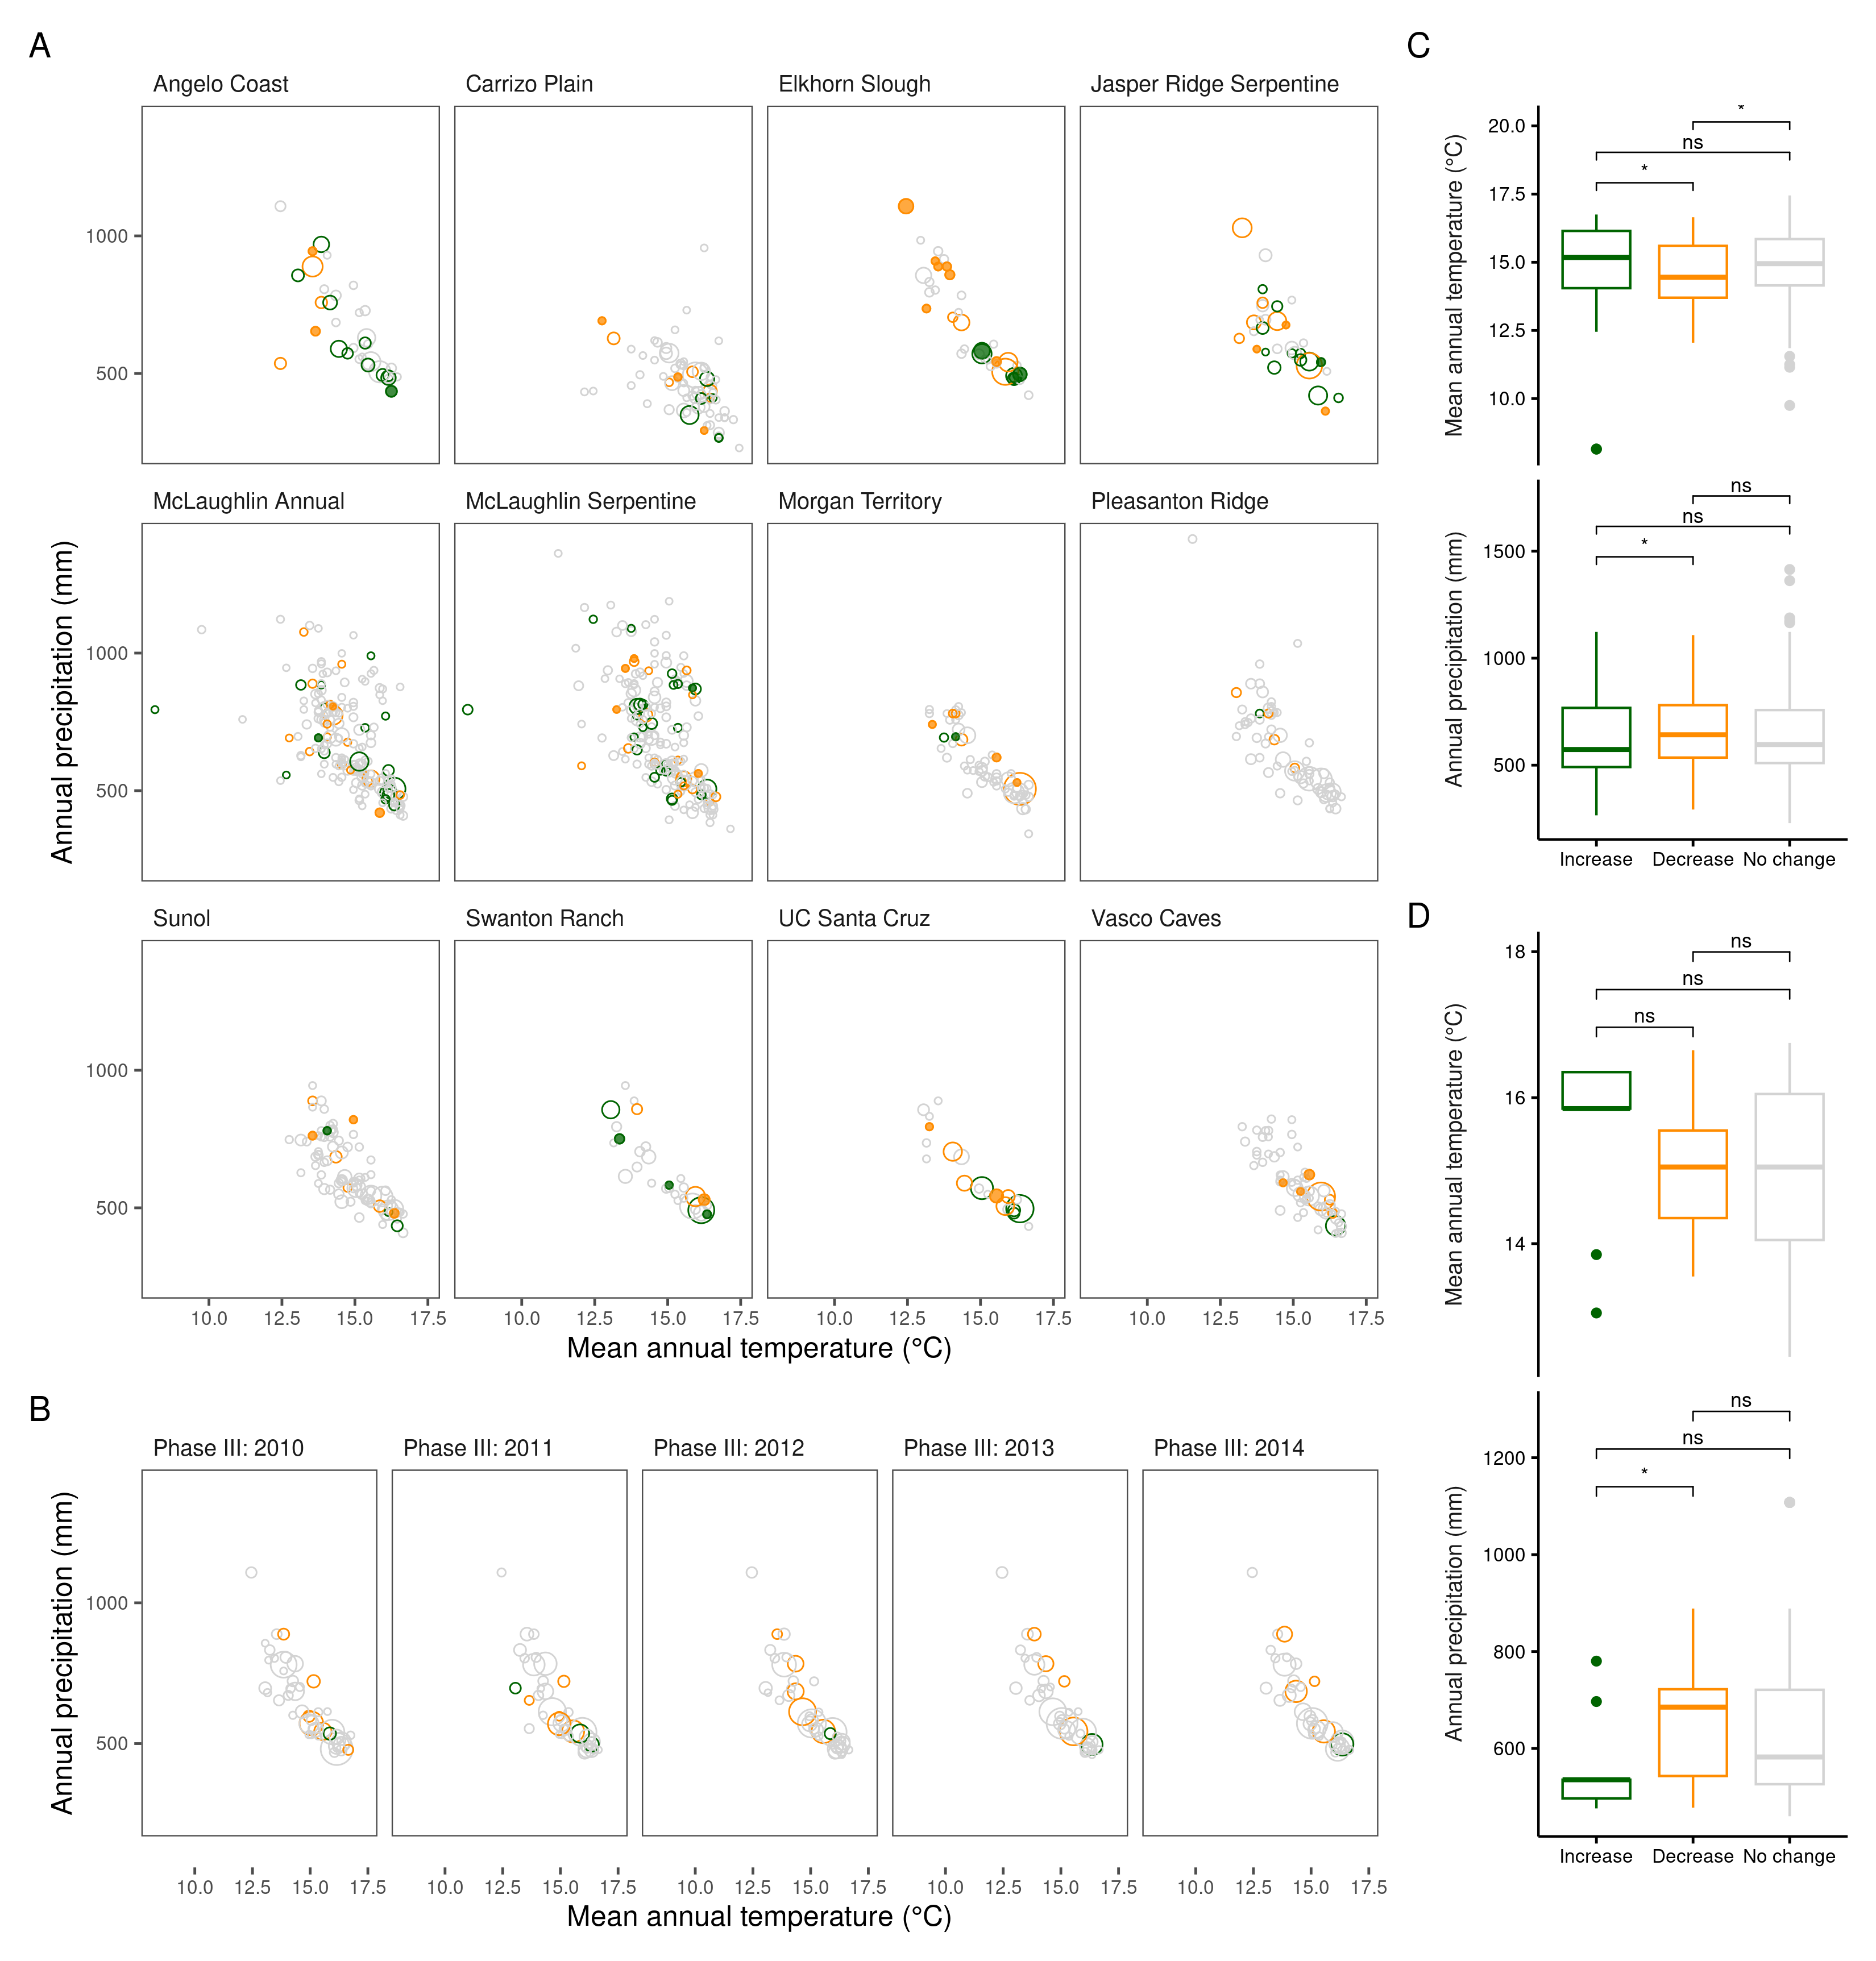 A
Angelo Coast
Carrizo Plain
Elkhorn Slough
Jasper Ridge Serpentine
1000
500
McLaughlin Annual
McLaughlin Serpentine
Morgan Territory
Pleasanton Ridge
1000
500
Annual precipitation (mm)
Sunol
Swanton Ranch
UC Santa Cruz
Vasco Caves
1000
500
10.0 12.5 15.0 17.5 10.0 12.5 15.0 17.5 10.0 12.5 15.0 17.5 10.0 12.5 15.0 17.5
Mean annual temperature (°C)
B
Phase III: 2010
Phase III: 2011
Phase III: 2012
Phase III: 2013
Phase III: 2014
1000
500
Annual precipitation (mm)
10.0 12.5 15.0 17.5 10.0 12.5 15.0 17.5 10.0 12.5 15.0 17.5 10.0 12.5 15.0 17.5 10.0 12.5 15.0 17.5
Mean annual temperature (°C)
C
*
ns
*
20.0
17.5
15.0
12.5
10.0
Mean annual temperature (°C)
ns
ns
*
1500
1000
500
Annual precipitation (mm)
Increase Decrease No change
D
ns
ns
ns
18
16
14
Mean annual temperature (°C)
ns
ns
*
1200
1000
800
600
Annual precipitation (mm)
Increase Decrease No change